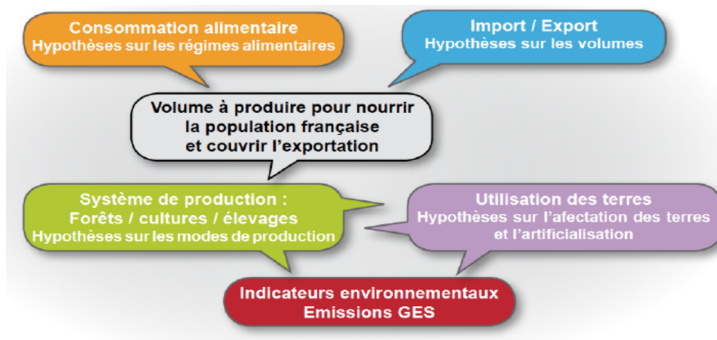 Consommation alimentaire
Hypothèses sur les régimes alimentaires
Import / Export
Hypothèses sur les volumes
Volume à produire pour nourrir
la population française
et couvrir l'exportation
Système de production :
Forêts / cultures / élevages
Hypothèses sur les modes de production
Utilisation des terres
Hypothèses sur l'afectation des terres
et l'artificialisation
Indicateurs environnementaux
Emissions GES